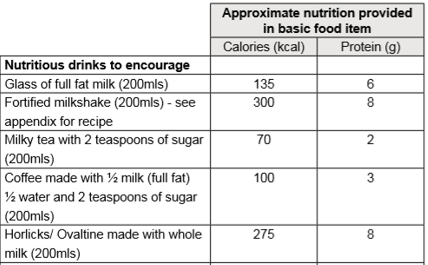 Approximate nutrition provided
in basic food item
Calories (kcal) Protein (g)
Nutritious drinks to encourage
Glass of full fat milk (200mls) 135 6
Fortified milkshake (200mls) - see 300 8
appendix for recipe
Milky tea with 2 teaspoons of sugar 70 2
(200mls)
Coffee made with ½ milk (full fat) 100 3
½ water and 2 teaspoons of sugar
(200mls)
Horlicks/ Ovaltine made with whole 275 8
milk (200mls)